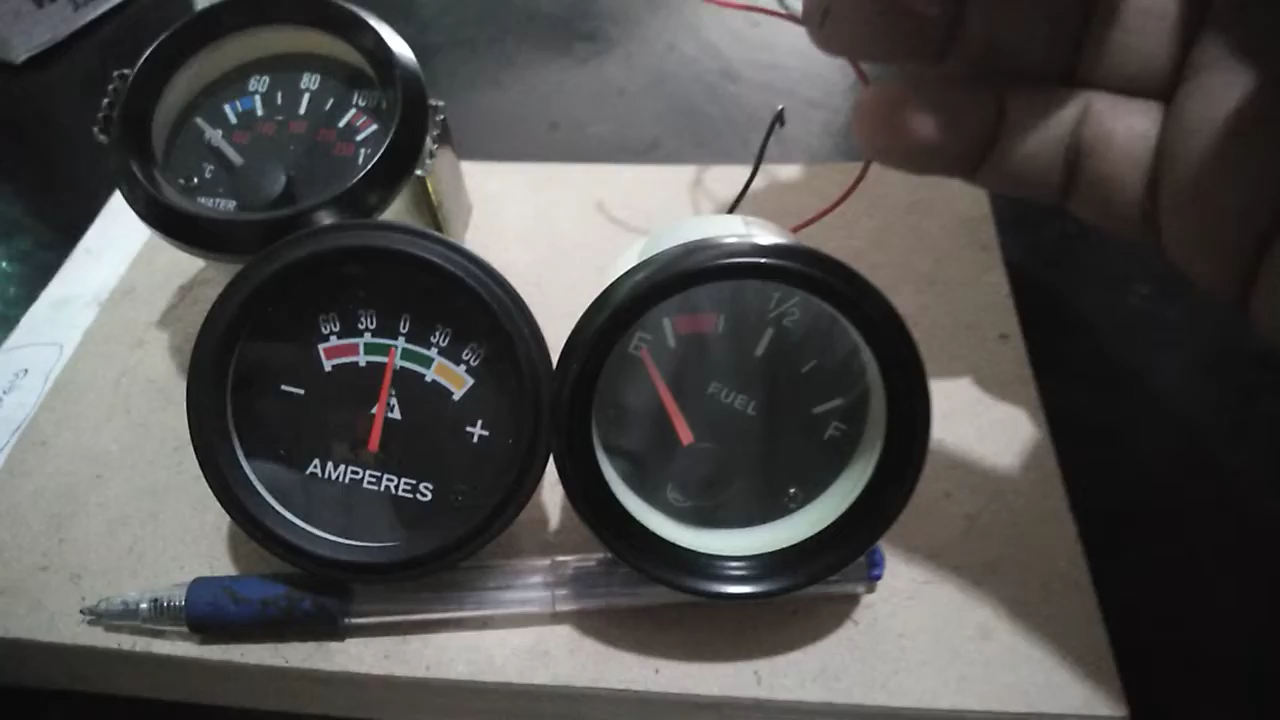 60 80 100
°C
WATER
60 30 0 30 60
− +
AMPERES
1/2
E
FUEL
F